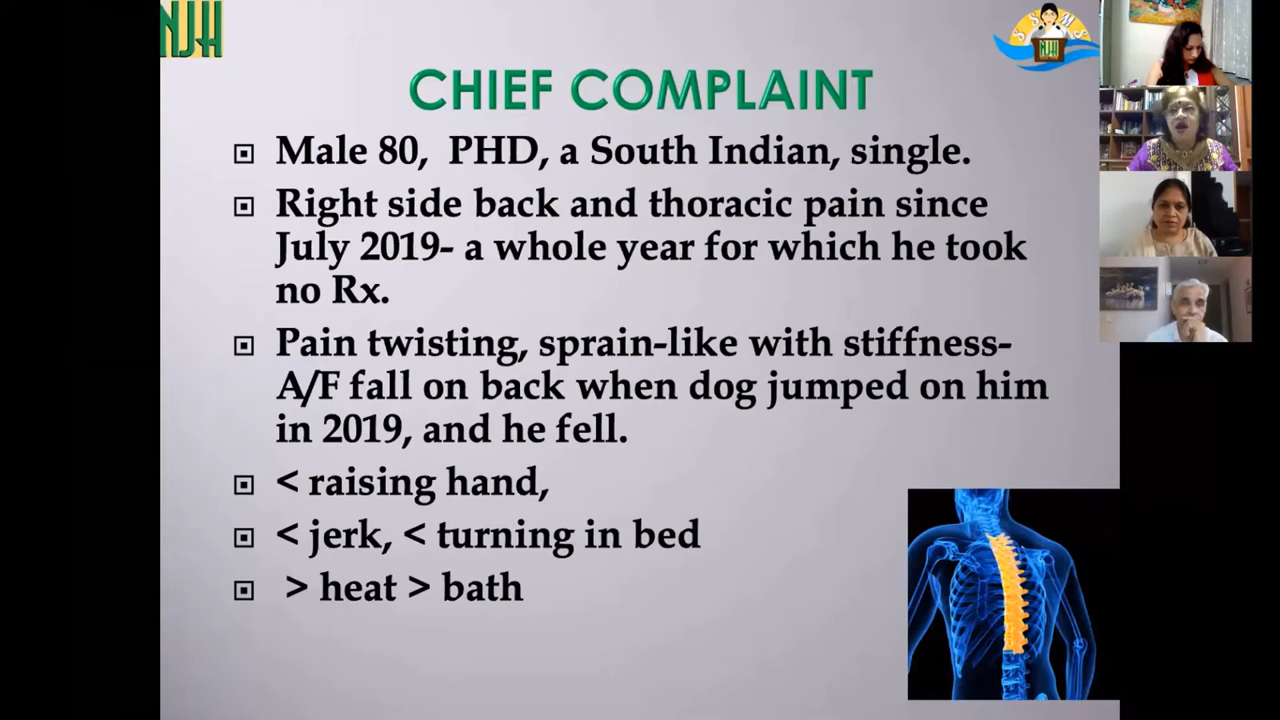 NJH
S S M S
NJH
CHIEF COMPLAINT
Male 80, PHD, a South Indian, single.
Right side back and thoracic pain since
July 2019- a whole year for which he took
no Rx.
Pain twisting, sprain-like with stiffness-
A/F fall on back when dog jumped on him
in 2019, and he fell.
< raising hand,
< jerk, < turning in bed
> heat > bath